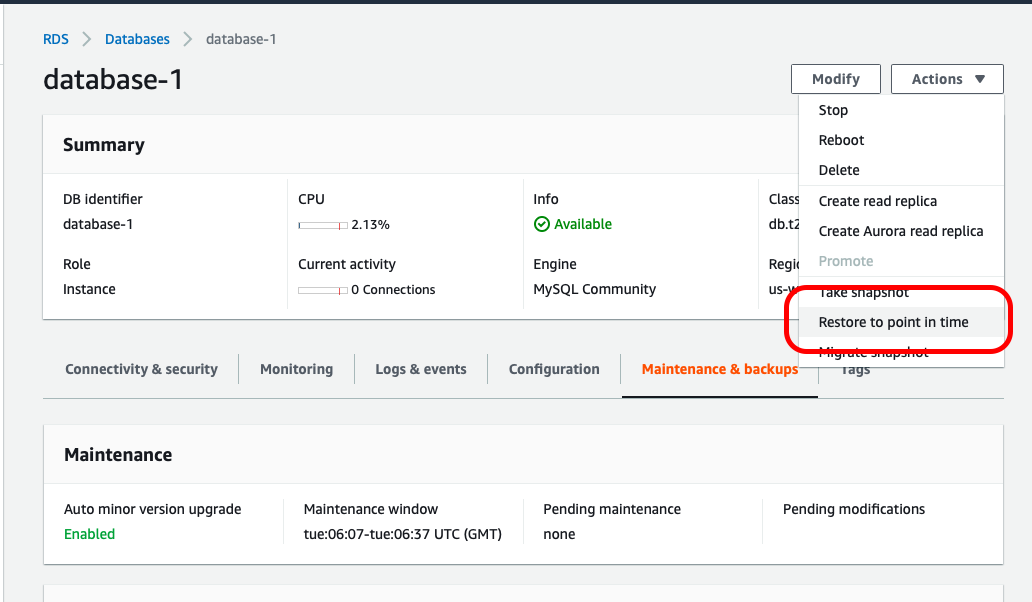 RDS > Databases > database-1
database-1
Modify
Actions
Stop
Reboot
Delete
Create read replica
Create Aurora read replica
Promote
Take snapshot
Restore to point in time
Migrate snapshot
Summary
DB identifier
database-1
CPU
2.13%
Info
Available
Class
db.t2
Role
Instance
Current activity
0 Connections
Engine
MySQL Community
Regio
us-w
Connectivity & security
Monitoring
Logs & events
Configuration
Maintenance & backups
Tags
Maintenance
Auto minor version upgrade
Enabled
Maintenance window
tue:06:07-tue:06:37 UTC (GMT)
Pending maintenance
none
Pending modifications